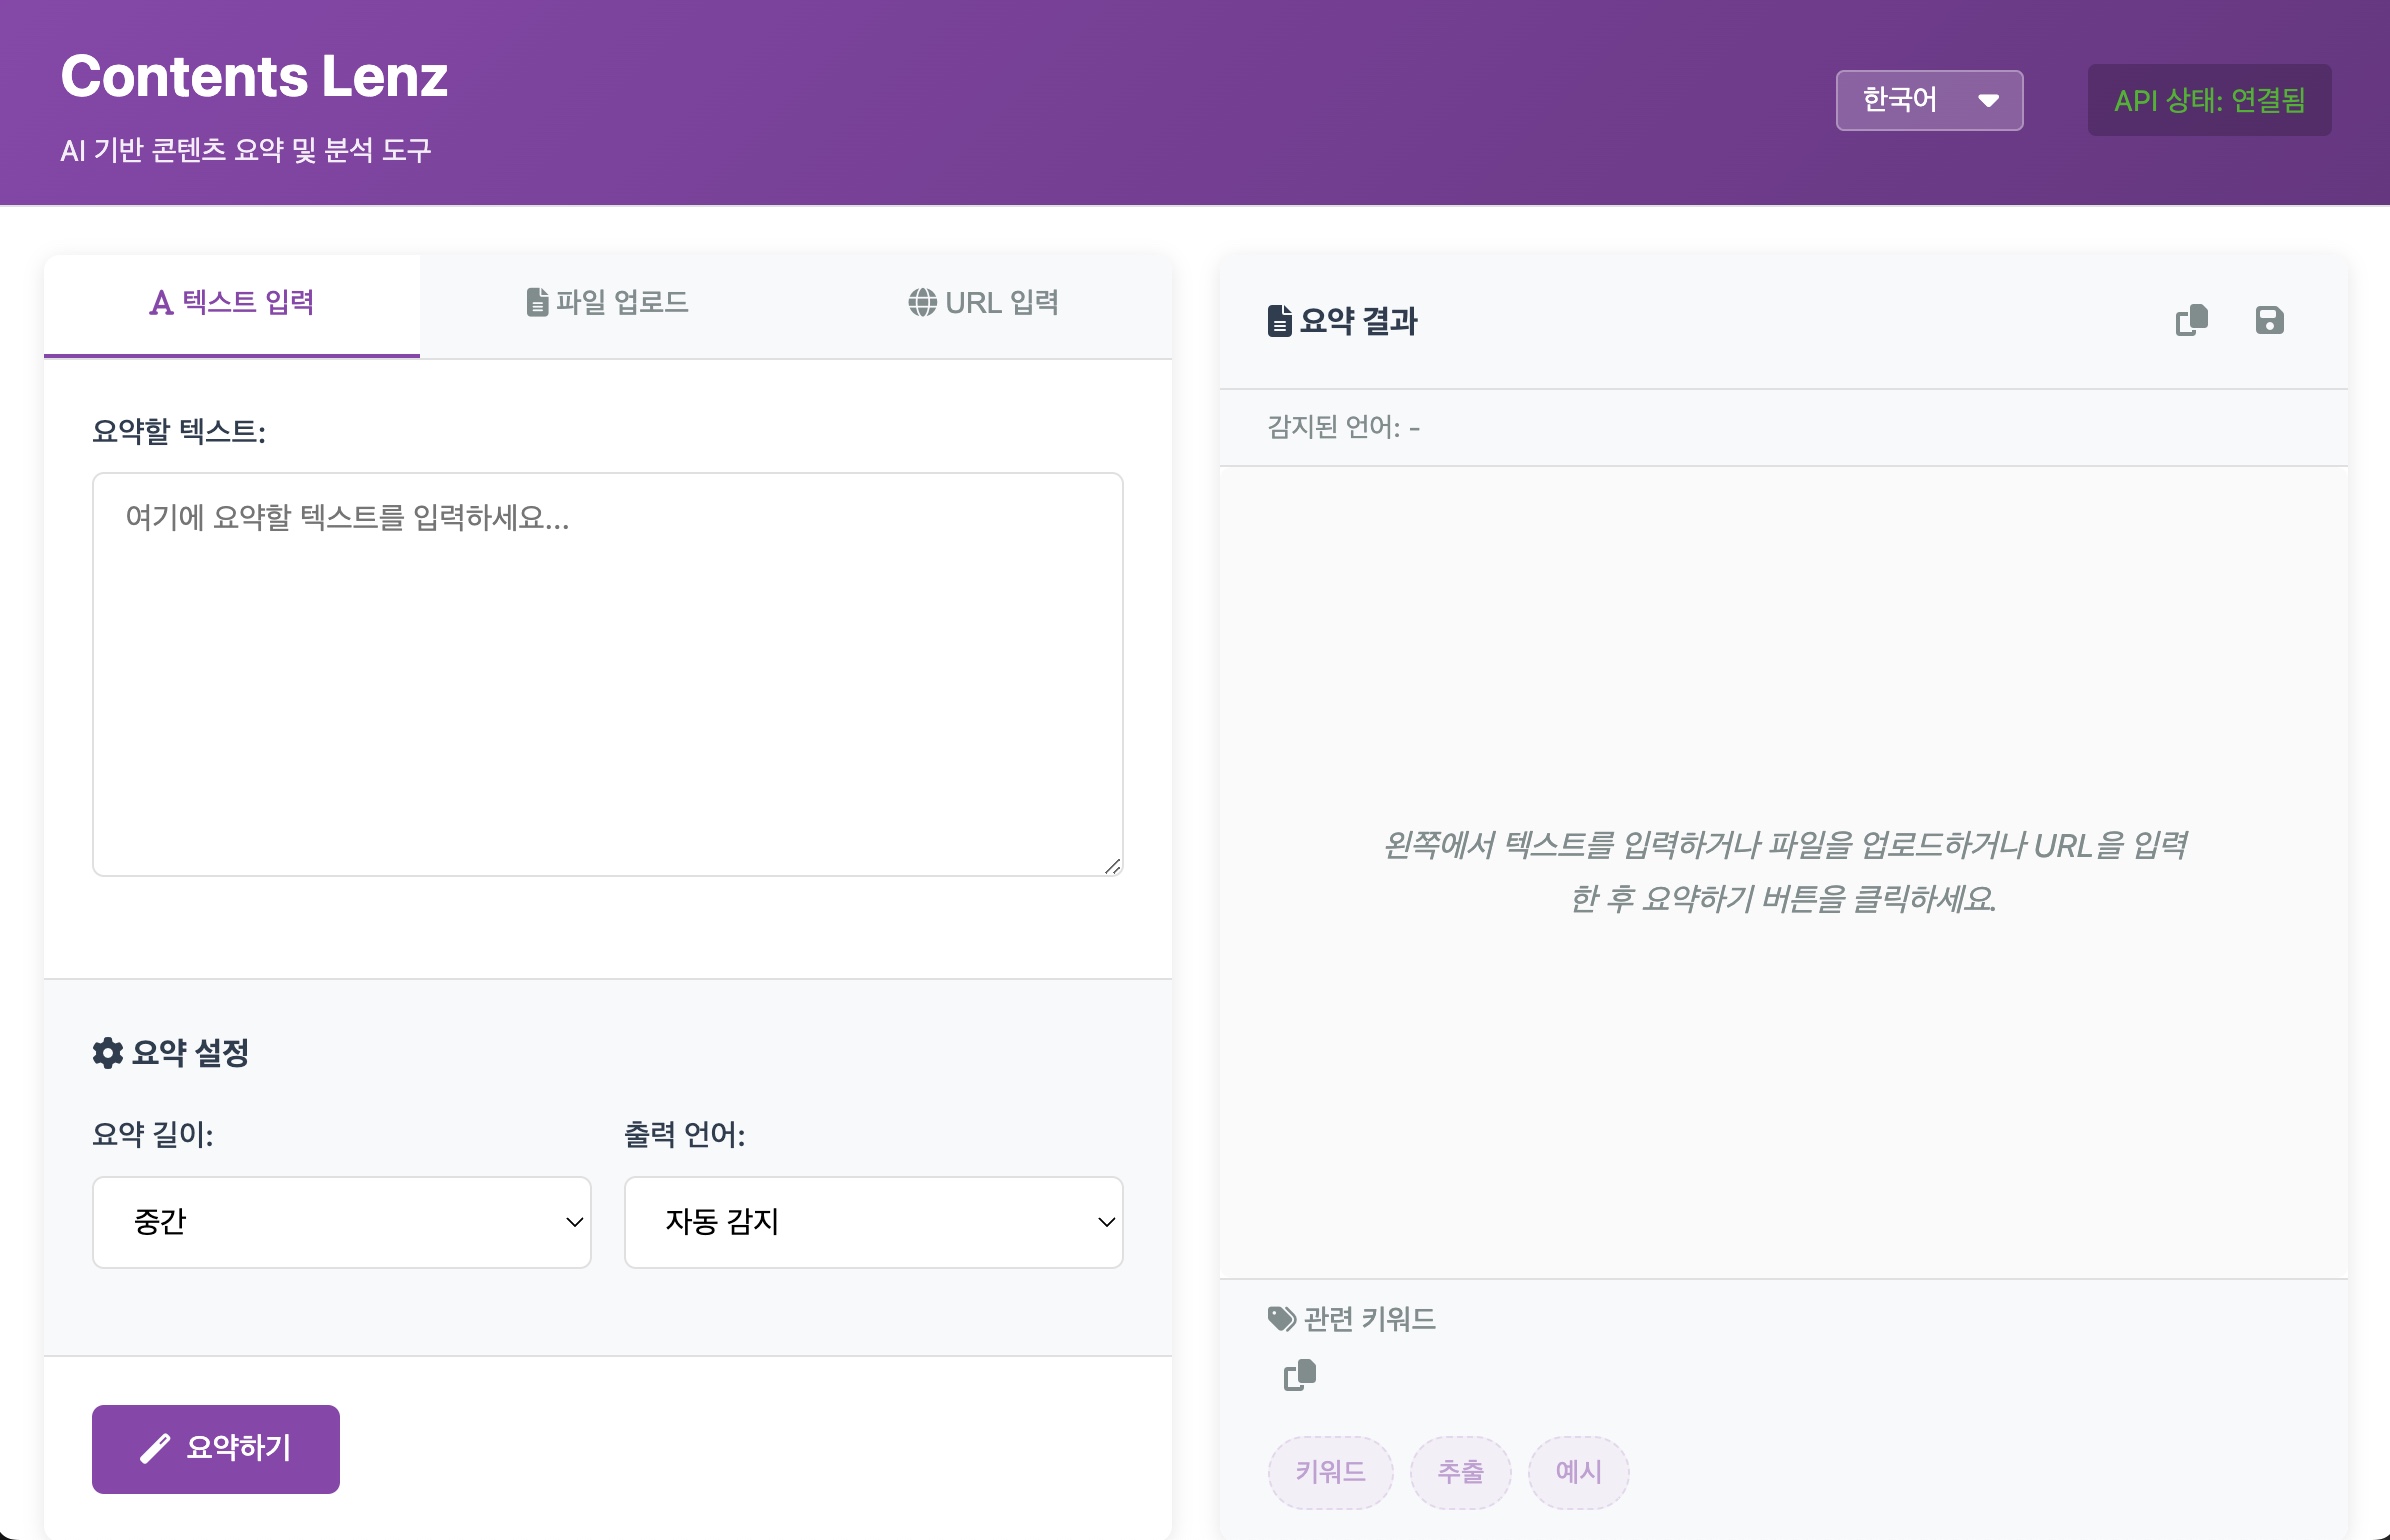 Contents Lenz
AI 기반 콘텐츠 요약 및 분석 도구
한국어
API 상태: 연결됨
텍스트 입력
파일 업로드
URL 입력
요약할 텍스트:
여기에 요약할 텍스트를 입력하세요...
요약 설정
요약 길이:
출력 언어:
중간
자동 감지
요약하기
요약 결과
감지된 언어: -
왼쪽에서 텍스트를 입력하거나 파일을 업로드하거나 URL을 입력
한 후 요약하기 버튼을 클릭하세요.
관련 키워드
키워드
추출
예시